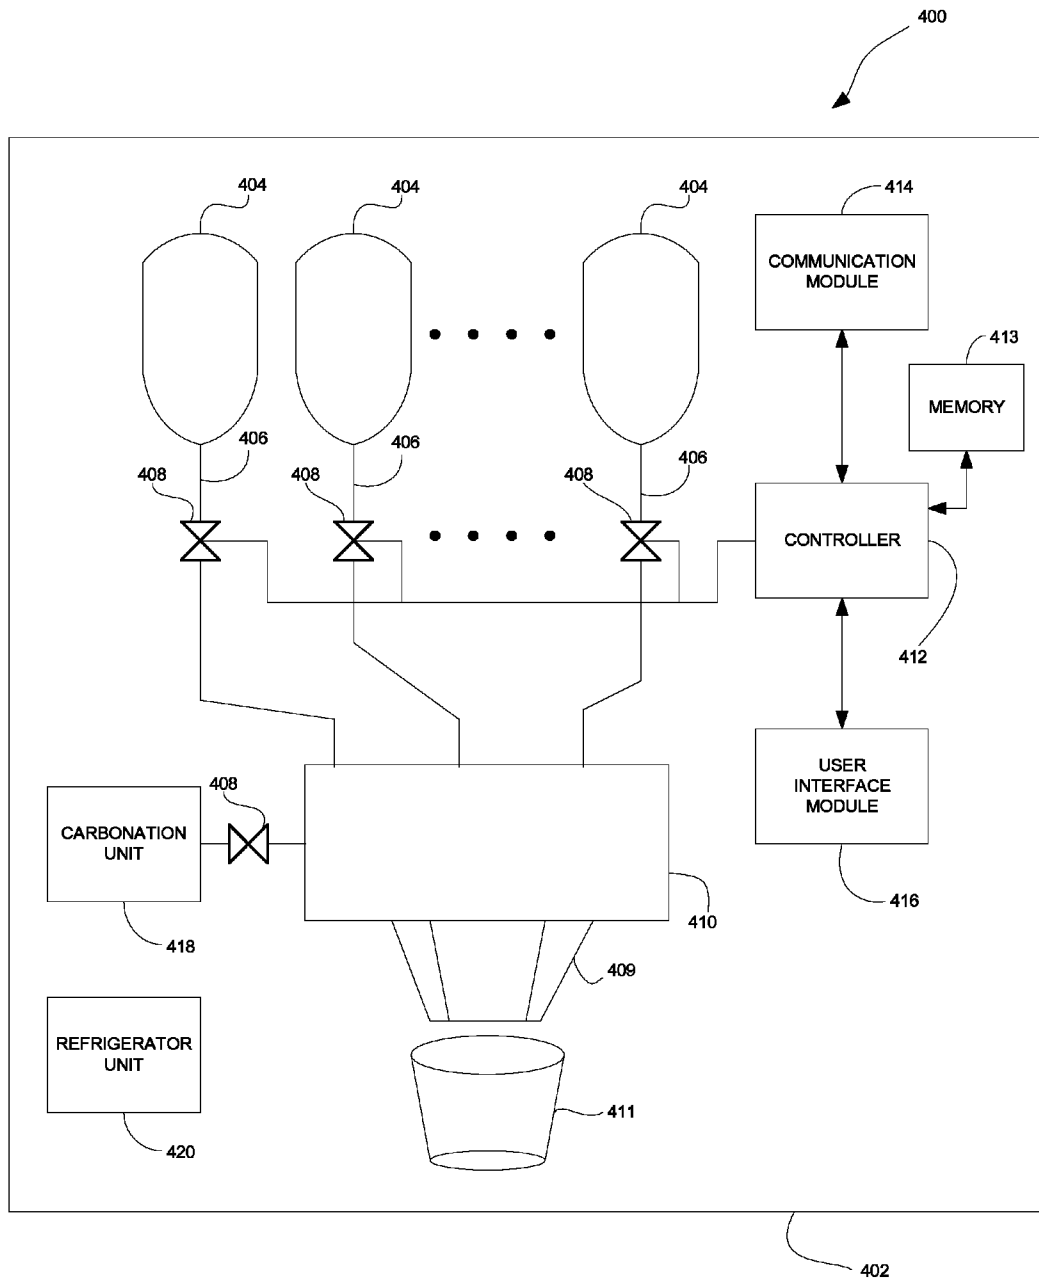 400
404
404
404
414
COMMUNICATION
MODULE
413
MEMORY
406
406
406
408
408
408
CONTROLLER
412
USER
INTERFACE
MODULE
408
CARBONATION
UNIT
416
410
418
409
REFRIGERATOR
UNIT
411
420
402